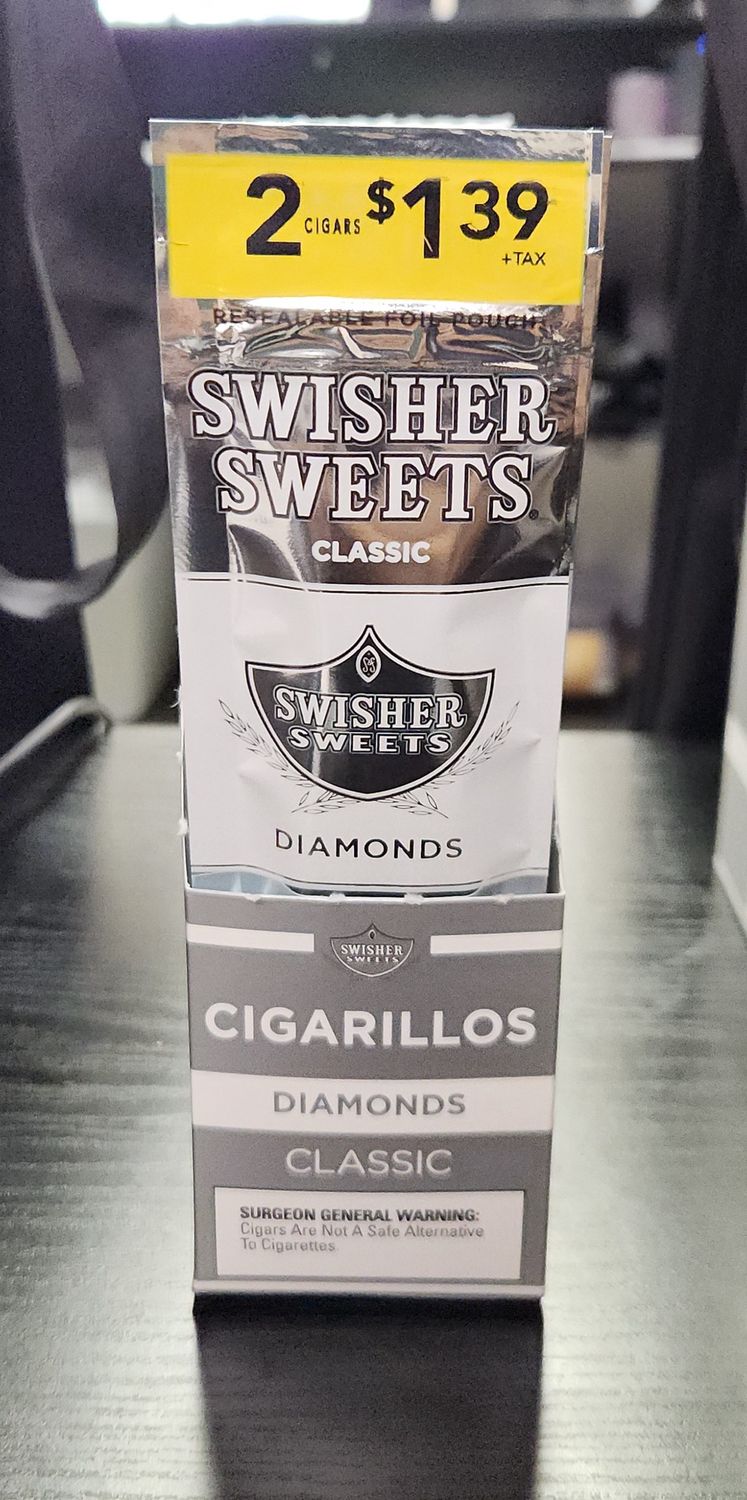 2 CIGARS $1 39
+TAX
RESEALABLE FOIL POUCH
SWISHER
SWEETS®
CLASSIC
S&S
SWISHER
SWEETS
DIAMONDS
SWISHER
SWEETS
CIGARILLOS
DIAMONDS
CLASSIC
SURGEON GENERAL WARNING:
Cigars Are Not A Safe Alternative
To Cigarettes.